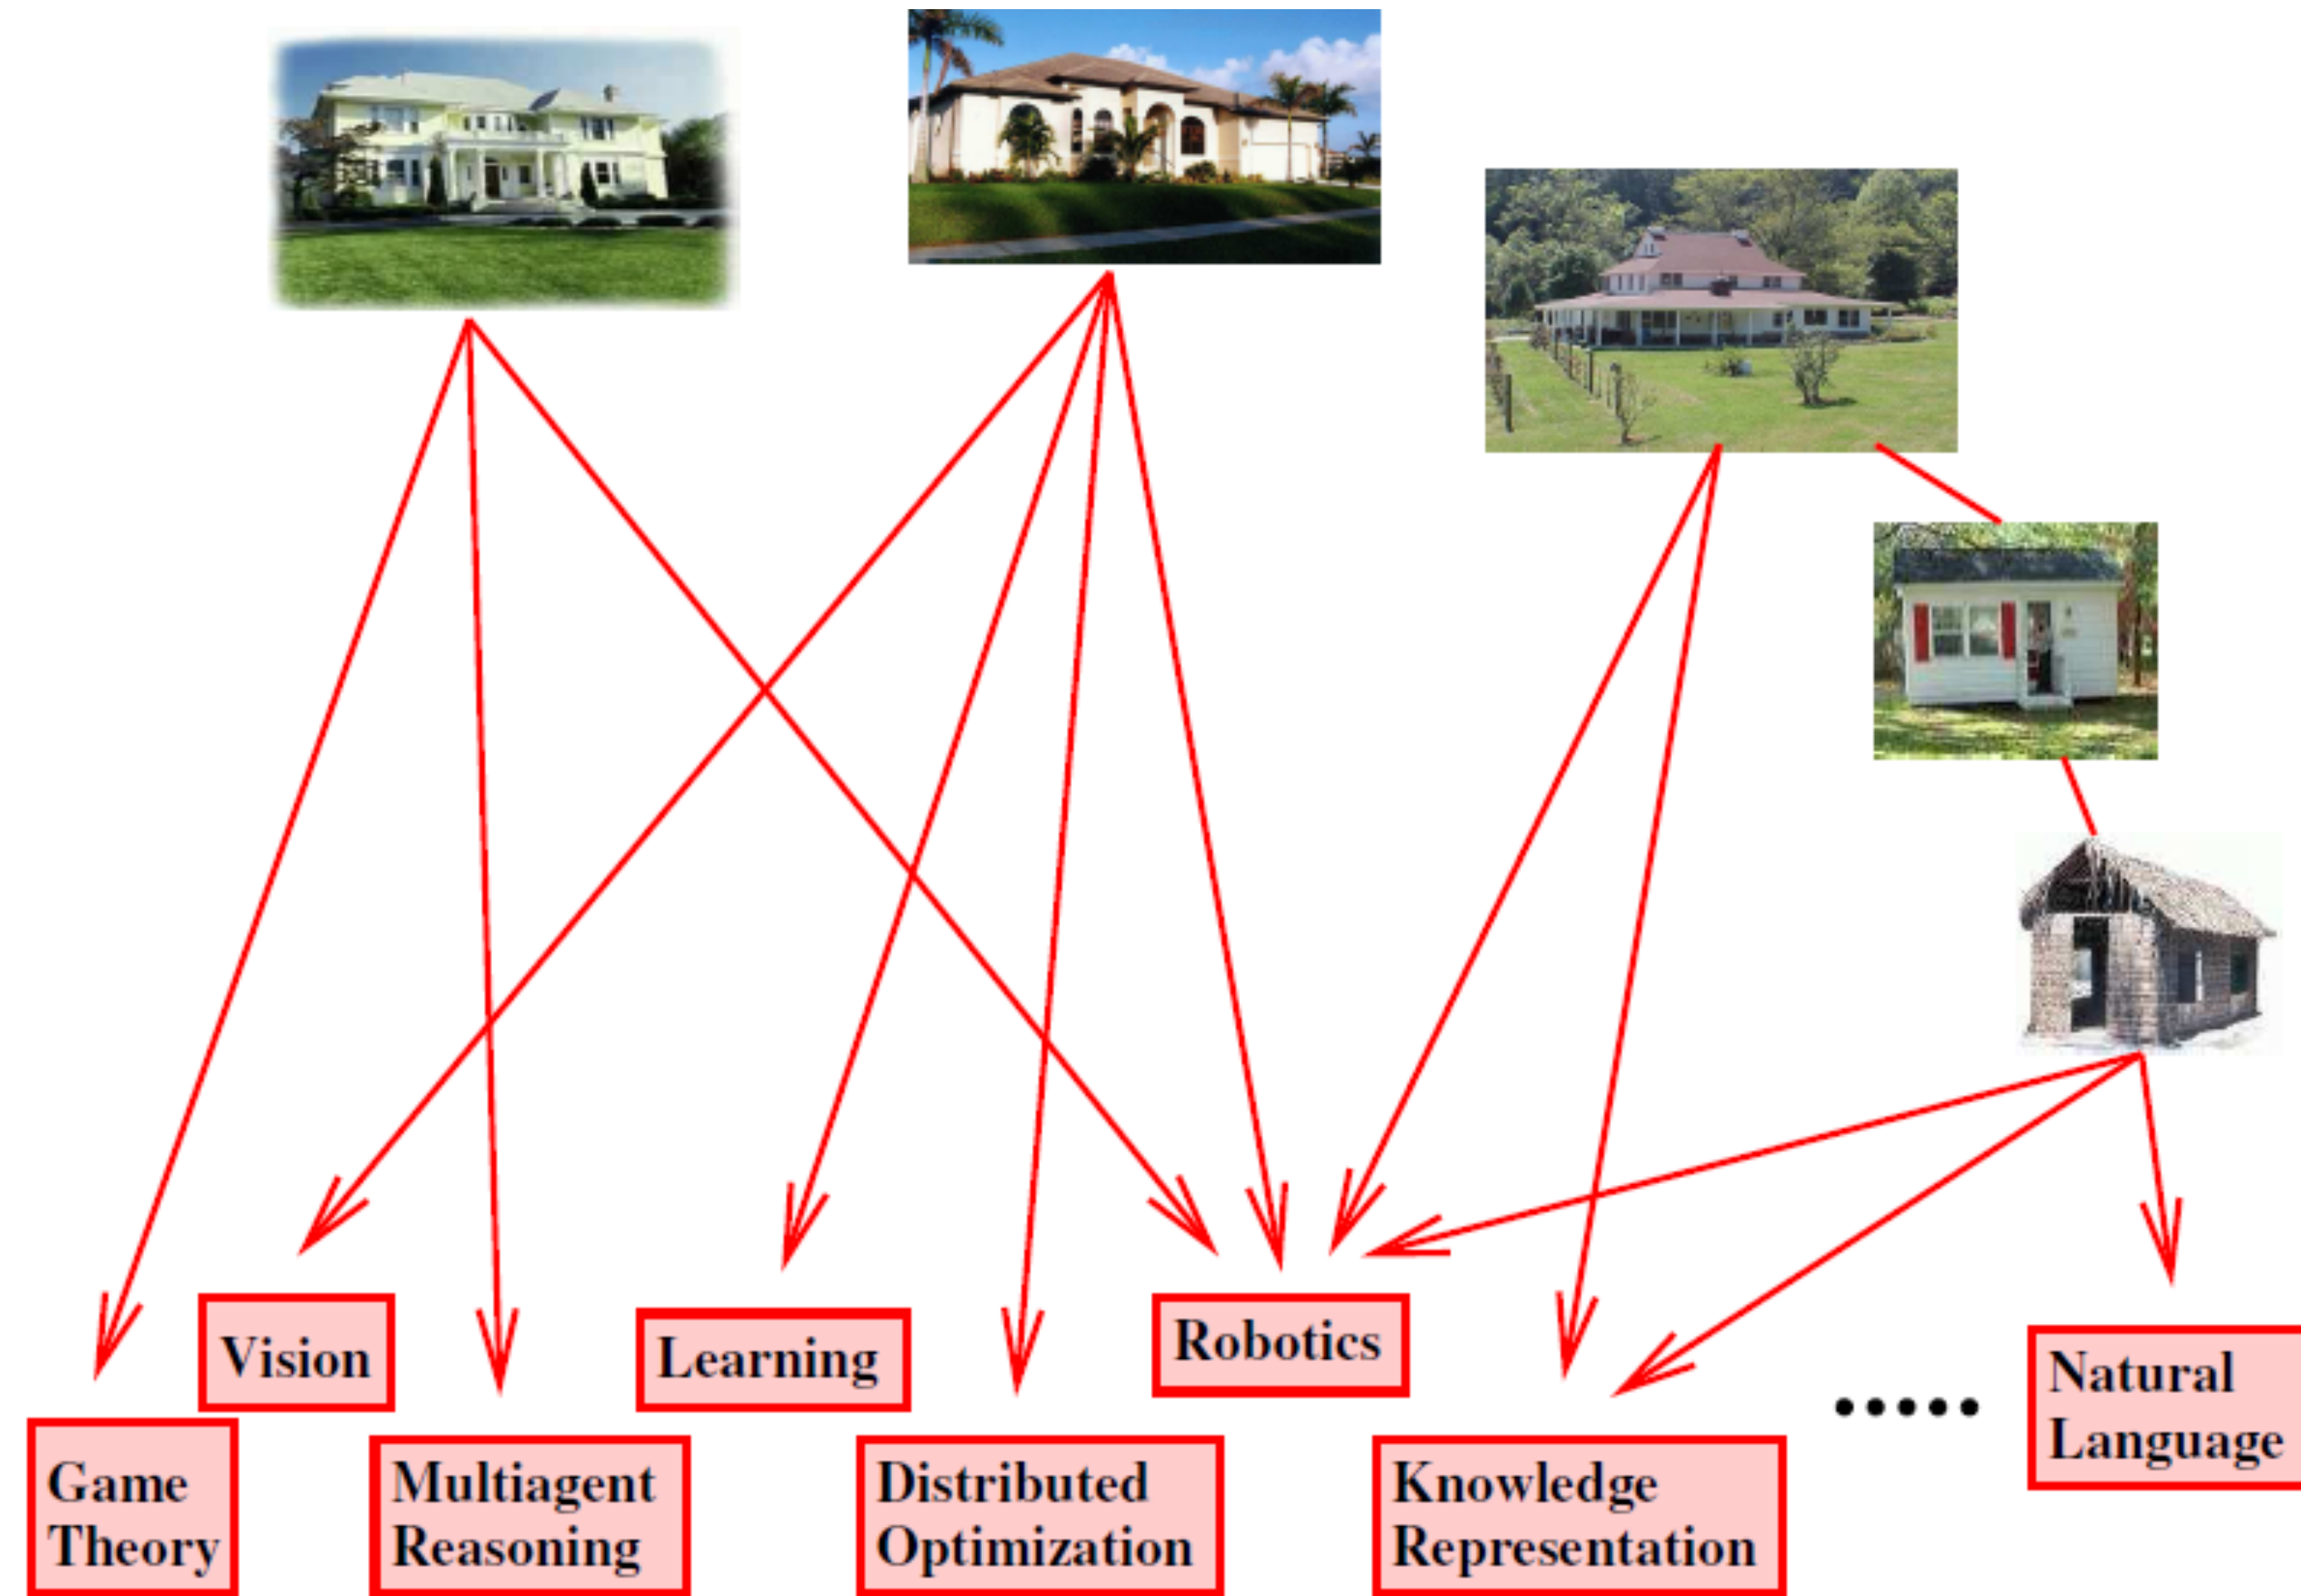 Vision
Learning
Robotics
Natural
Language
Game
Theory
Multiagent
Reasoning
Distributed
Optimization
Knowledge
Representation